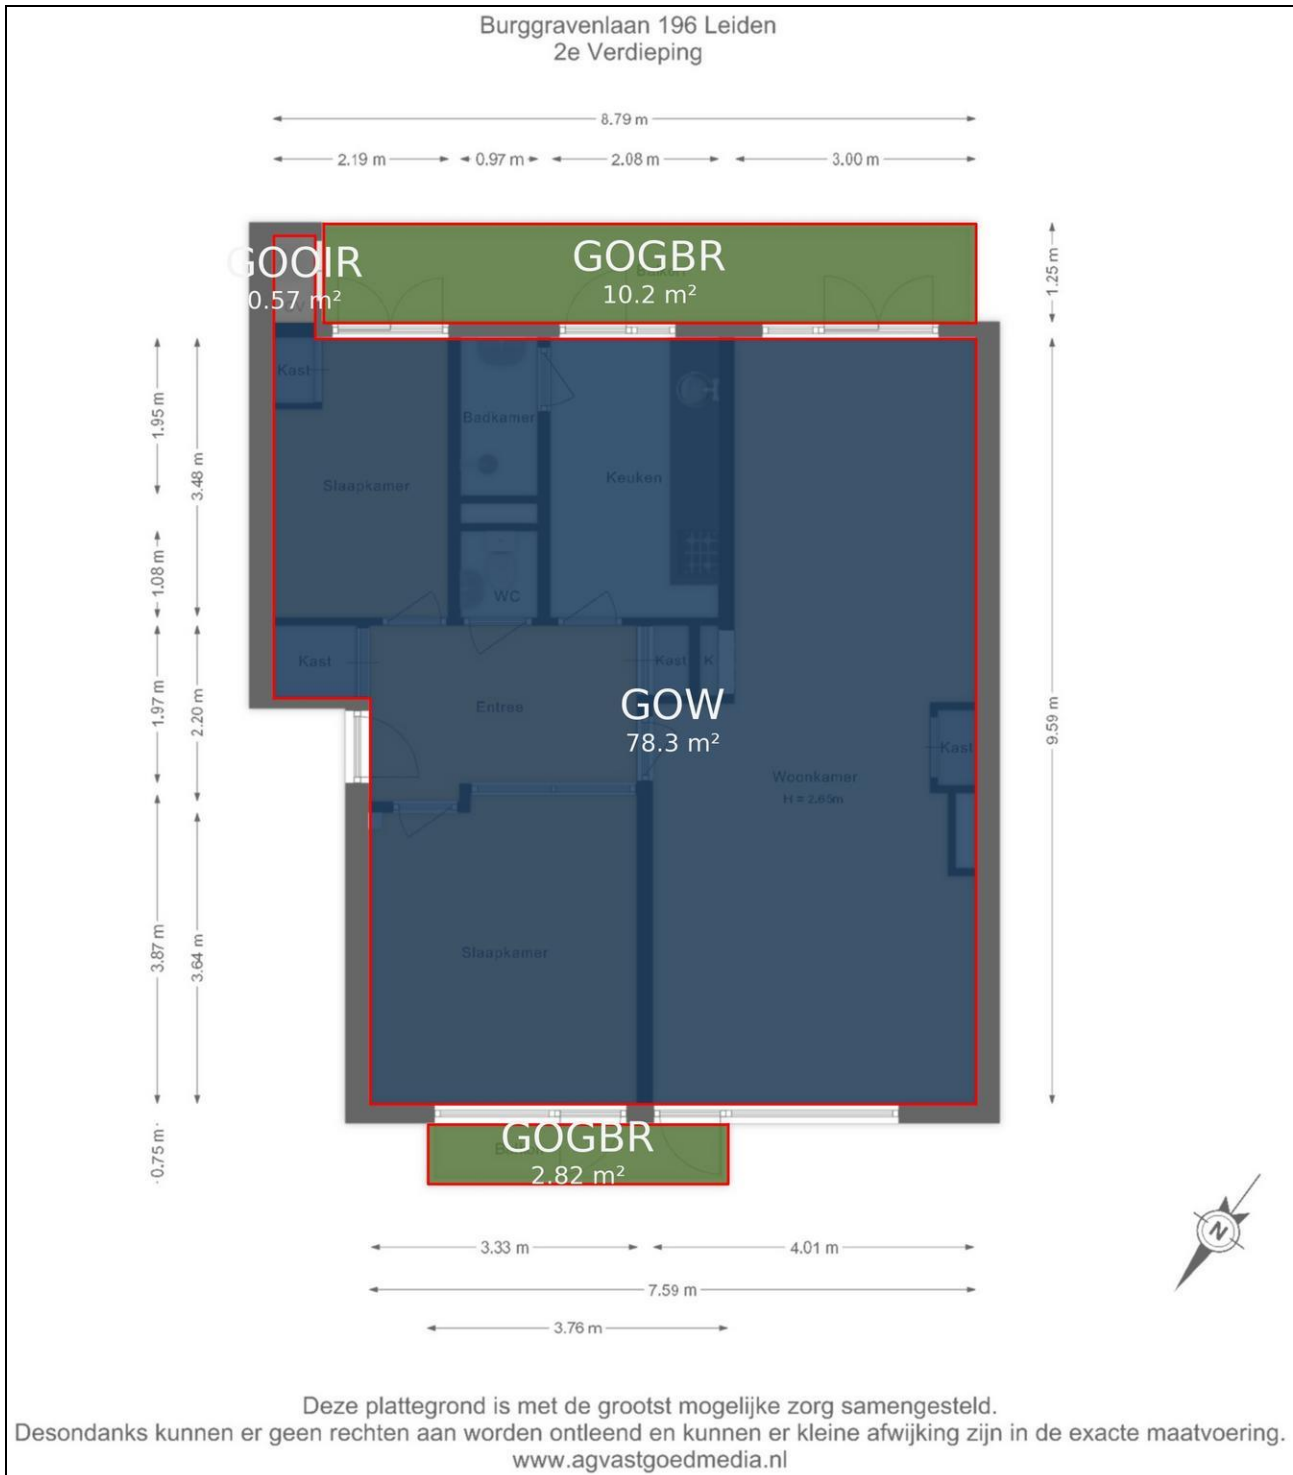 Burggravenlaan 196 Leiden
2e Verdieping
8.79 m
2.19 m
0.97 m
2.08 m
3.00 m
GOOIR
0.57 m²
CV
GOGBR
Balkon
10.2 m²
1.25 m
Kast
Badkamer
Slaapkamer
Keuken
WC
1.95 m
3.48 m
1.08 m
1.97 m
2.20 m
3.87 m
3.64 m
0.75 m
9.59 m
Kast
Kast
K
Entree
GOW
78.3 m²
Woonkamer
H = 2.65m
Kast
Slaapkamer
GOGBR
2.82 m²
3.33 m
4.01 m
7.59 m
3.76 m
N
Deze plattegrond is met de grootst mogelijke zorg samengesteld.
Desondanks kunnen er geen rechten aan worden ontleend en kunnen er kleine afwijking zijn in de exacte maatvoering.
www.agvastgoedmedia.nl